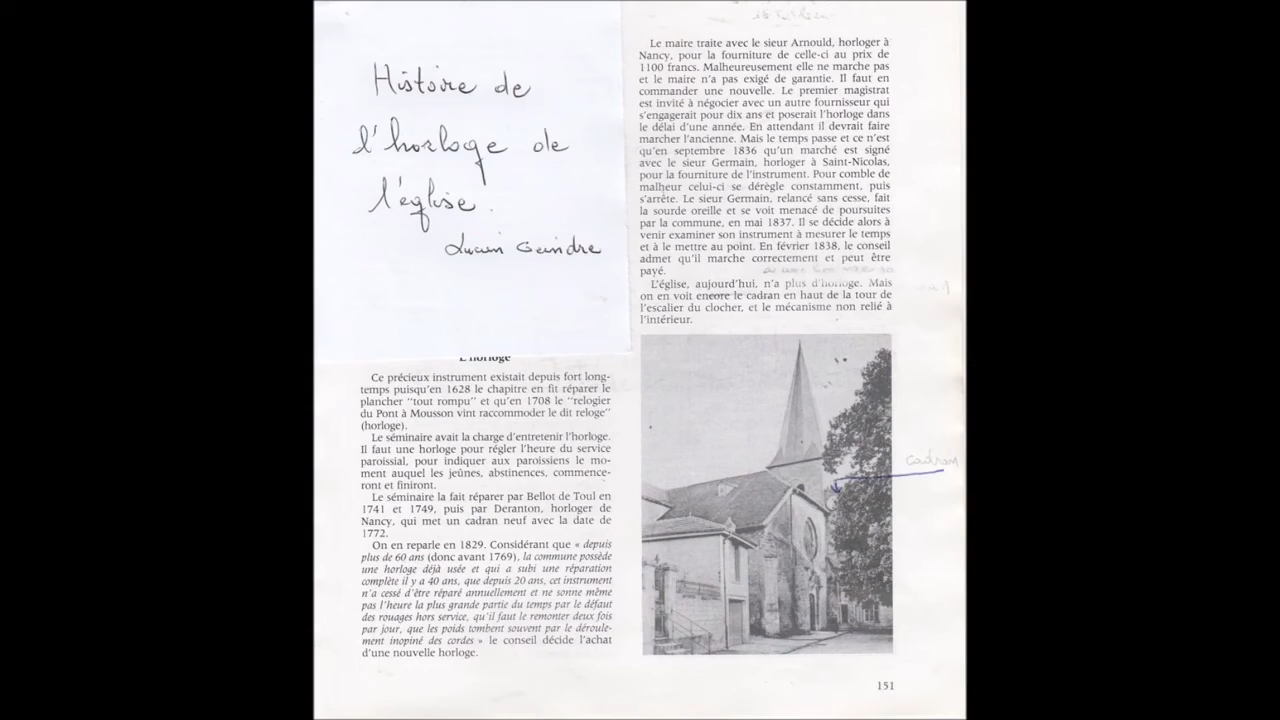 Histoire de
l'horloge de
l'église.
Lucien Geindre
L'horloge
Ce précieux instrument existait depuis fort long-
temps puisqu'en 1628 le chapitre en fit réparer le
plancher "tout rompu" et qu'en 1708 le "relogier
du Pont à Mousson vint raccommoder le dit reloge"
(horloge).
Le séminaire avait la charge d'entretenir l'horloge.
Il faut une horloge pour régler l'heure du service
paroissial, pour indiquer aux paroissiens le mo-
ment auquel les jeûnes, abstinences, commence-
ront et finiront.
Le séminaire la fait réparer par Bellot de Toul en
1741 et 1749, puis par Deranton, horloger de
Nancy, qui met un cadran neuf avec la date de
1772.
On en reparle en 1829. Considérant que « depuis
plus de 60 ans (donc avant 1769), la commune possède
une horloge déjà usée et qui a subi une réparation
complète il y a 40 ans, que depuis 20 ans, cet instrument
n'a cessé d'être réparé annuellement et ne sonne même
pas l'heure la plus grande partie du temps par le défaut
des rouages hors service, qu'il faut le remonter deux fois
par jour, que les poids tombent souvent par le déroule-
ment inopiné des cordes » le conseil décide l'achat
d'une nouvelle horloge.
Le maire traite avec le sieur Arnould, horloger à
Nancy, pour la fourniture de celle-ci au prix de
1100 francs. Malheureusement elle ne marche pas
et le maire n'a pas exigé de garantie. Il faut en
commander une nouvelle. Le premier magistrat
est invité à négocier avec un autre fournisseur qui
s'engagerait pour dix ans et poserait l'horloge dans
le délai d'une année. En attendant il devrait faire
marcher l'ancienne. Mais le temps passe et ce n'est
qu'en septembre 1836 qu'un marché est signé
avec le sieur Germain, horloger à Saint-Nicolas,
pour la fourniture de l'instrument. Pour comble de
malheur celui-ci se dérègle constamment, puis
s'arrête. Le sieur Germain, relancé sans cesse, fait
la sourde oreille et se voit menacé de poursuites
par la commune, en mai 1837. Il se décide alors à
venir examiner son instrument à mesurer le temps
et à le mettre au point. En février 1838, le conseil
admet qu'il marche correctement et peut être
payé.
L'église, aujourd'hui, n'a plus d'horloge. Mais
on en voit encore le cadran en haut de la tour de
l'escalier du clocher, et le mécanisme non relié à
l'intérieur.
cadran
151